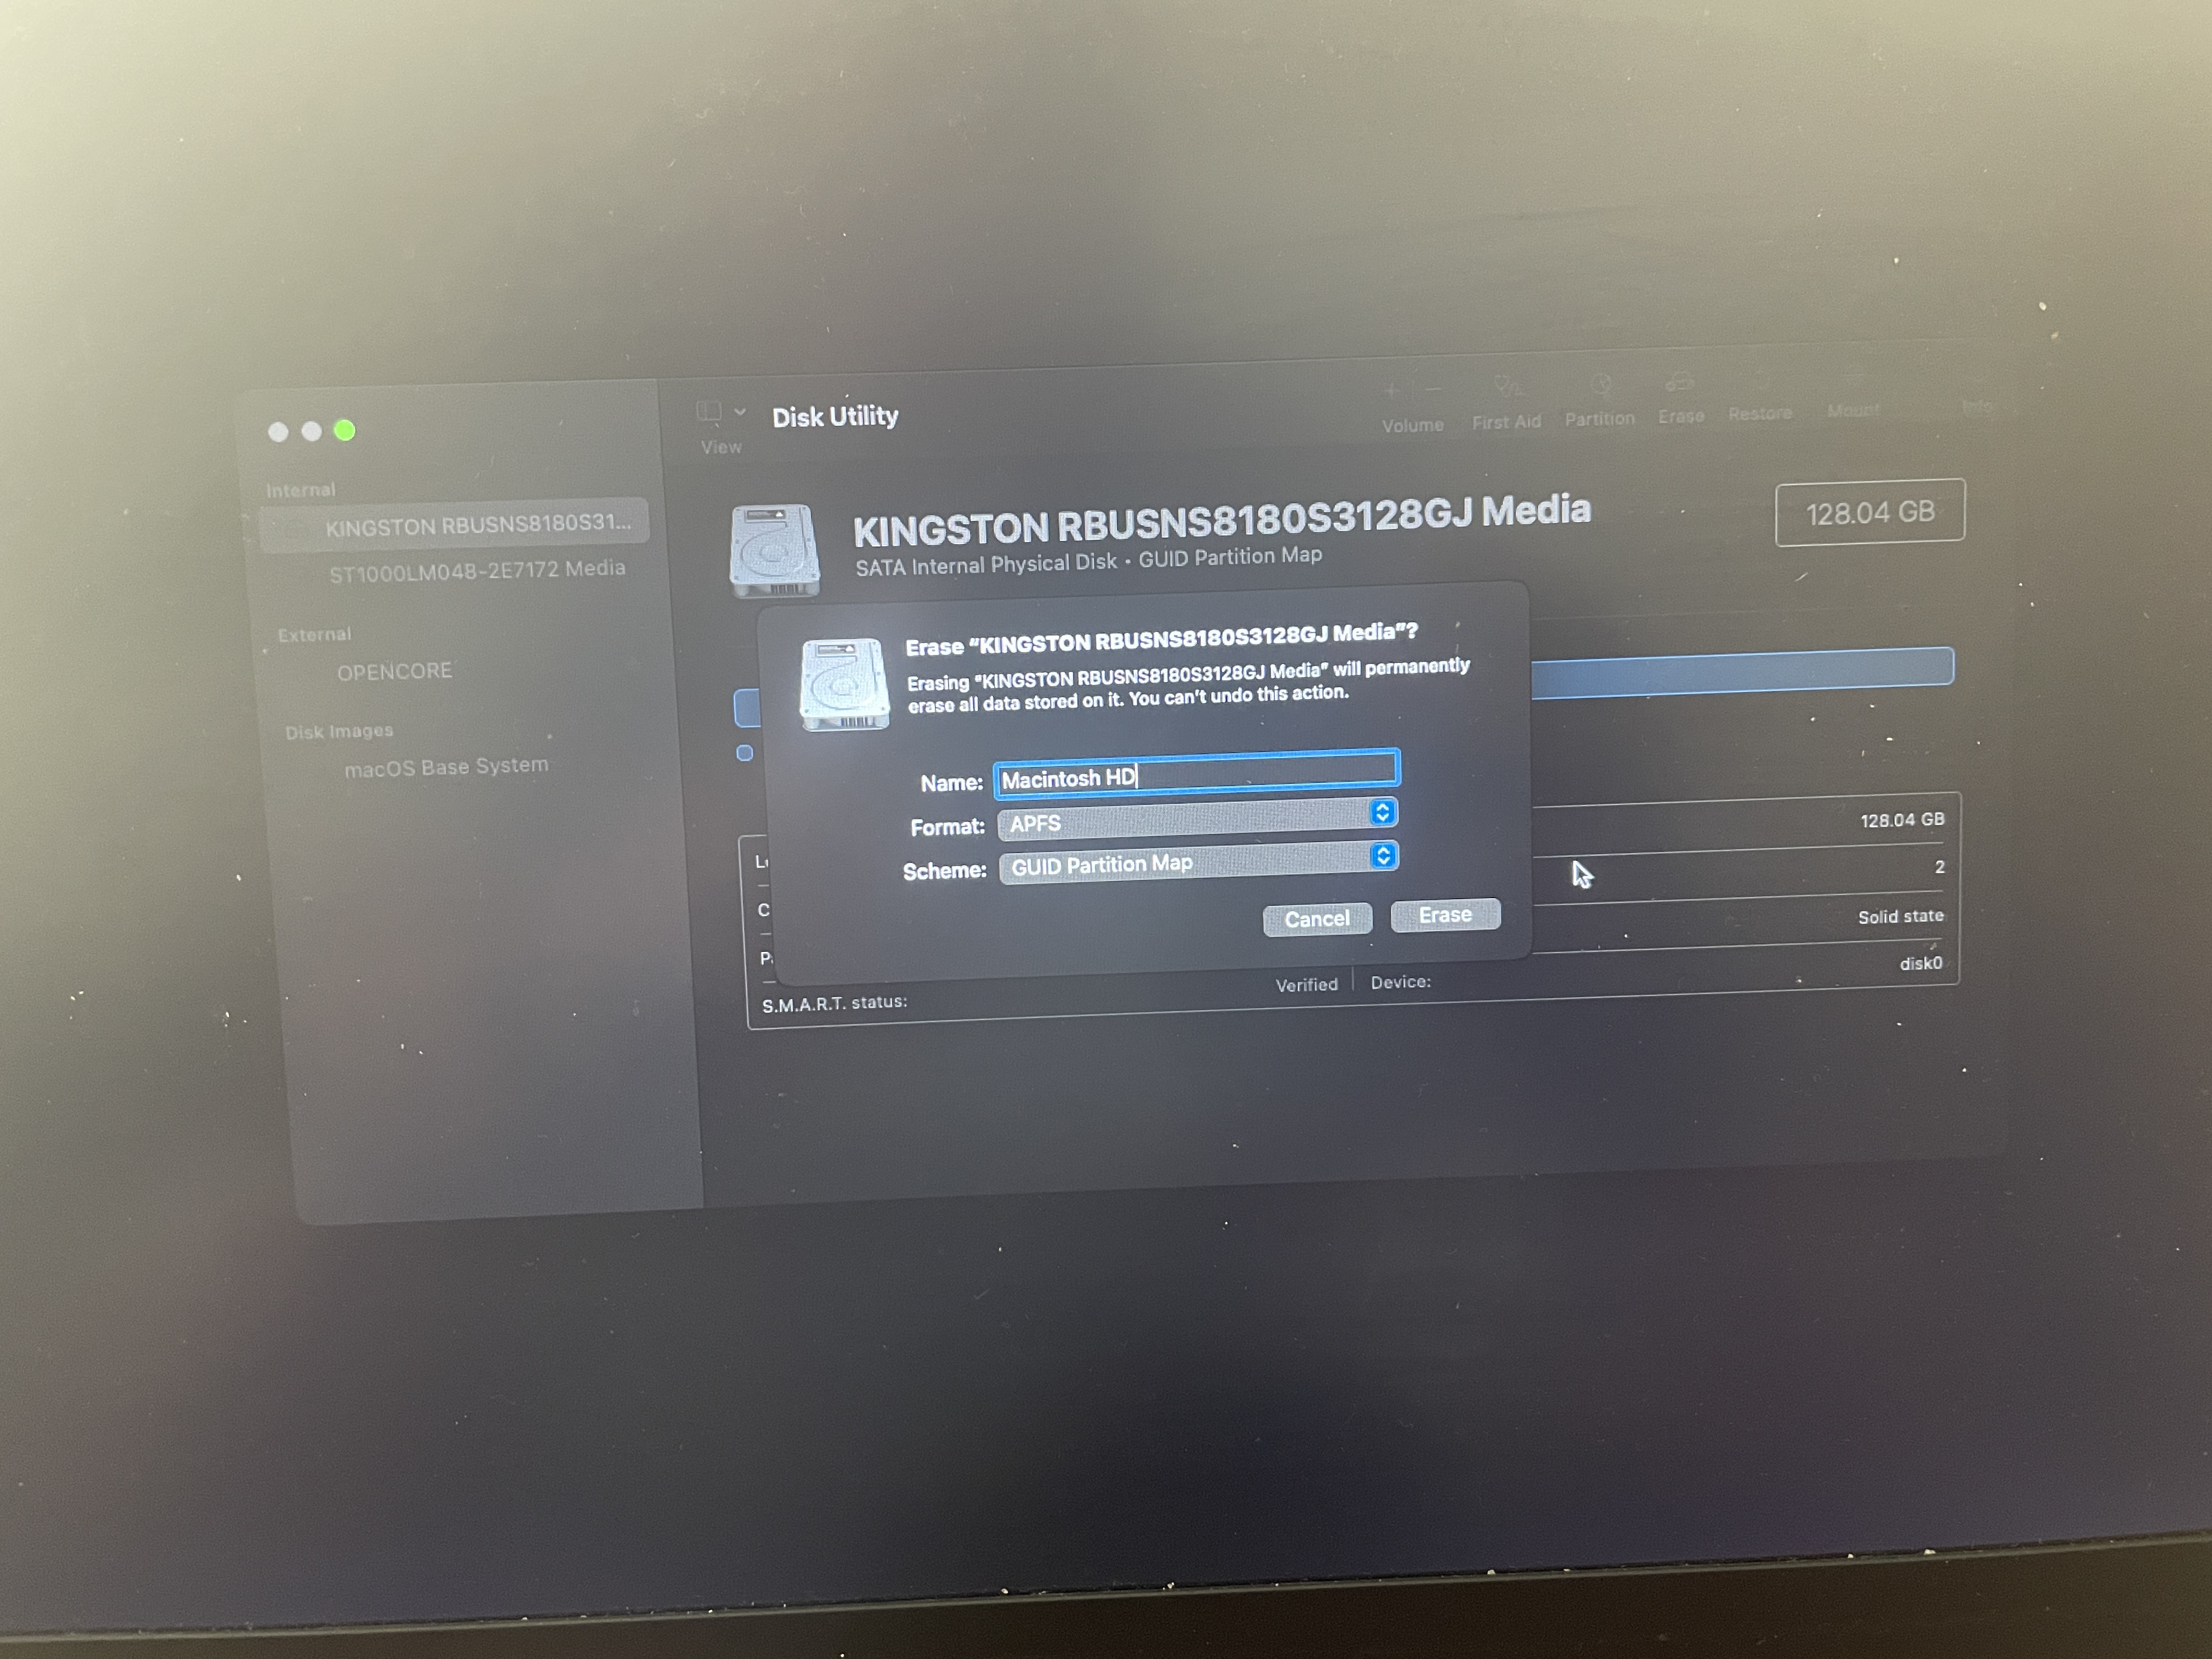 Disk Utility
View
Volume
First Aid
Partition
Erase
Restore
Mount
Info
Internal
KINGSTON RBUSNS8180S31...
ST1000LM048-2E7172 Media
External
OPENCORE
Disk Images
macOS Base System
KINGSTON RBUSNS8180S3128GJ Media
SATA Internal Physical Disk • GUID Partition Map
128.04 GB
Erase “KINGSTON RBUSNS8180S3128GJ Media”?
Erasing “KINGSTON RBUSNS8180S3128GJ Media” will permanently
erase all data stored on it. You can’t undo this action.
Name: Macintosh HD
Format: APFS
Scheme: GUID Partition Map
Cancel
Erase
128.04 GB
2
Solid state
S.M.A.R.T. status: Verified
Device: disk0